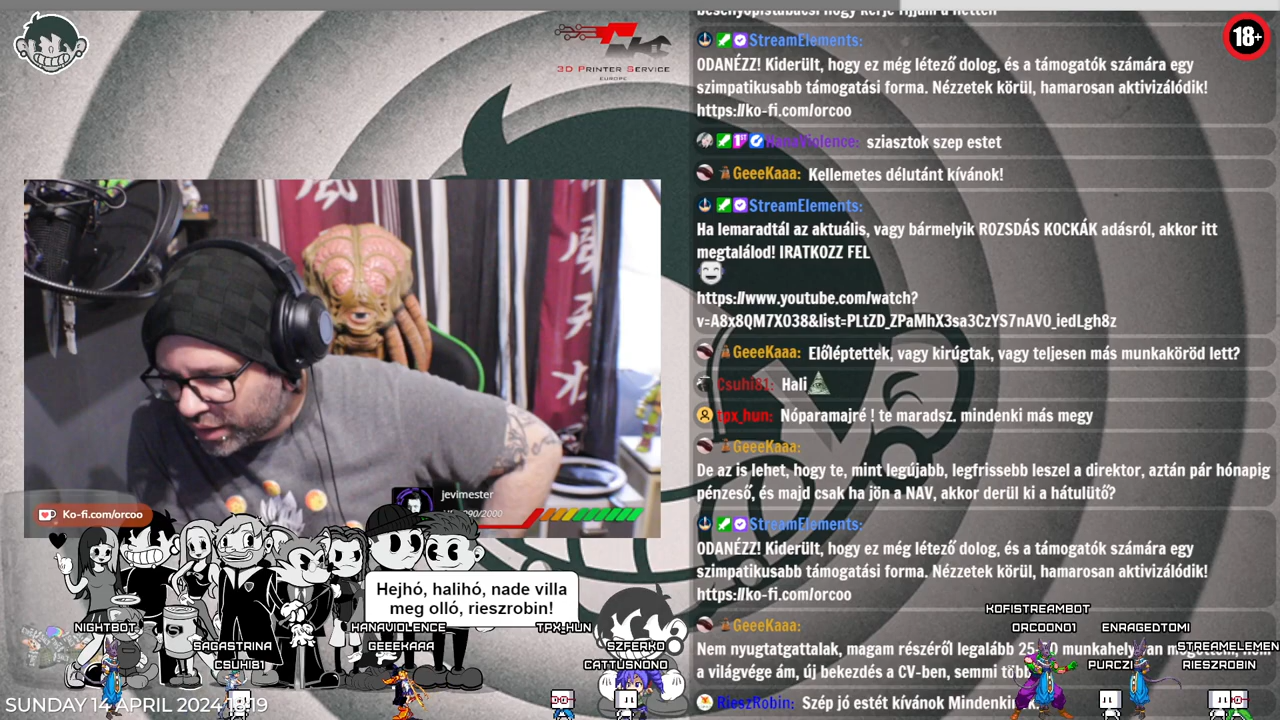 3D PRINTER SERVICE
EUROPE
18+
StreamElements:
ODANÉZZ! Kiderült, hogy ez még létező dolog, és a támogatók számára egy
szimpatikusabb támogatási forma. Nézzetek körül, hamarosan aktivizálódik!
https://ko-fi.com/orcoo
HanaViolence: sziasztok szep estet
GeeeKaaa: Kellemetes délutánt kívánok!
StreamElements:
Ha lemaradtál az aktuális, vagy bármelyik ROZSDÁS KOCKÁK adásról, akkor itt
megtalálod! IRATKOZZ FEL
https://www.youtube.com/watch?
v=A8x8QM7XO38&list=PLtZD_ZPaMhX3sa3CzYS7nAVO_iedLgh8z
GeeeKaaa: Előléptettek, vagy kirúgtak, vagy teljesen más munkaköröd lett?
Csuhi81: Hali
tpx_hun: Nóparamajré ! te maradsz. mindenki más megy
GeeeKaaa:
De az is lehet, hogy te, mint legújabb, legfrissebb leszel a direktor, aztán pár hónapig
pénzeső, és majd csak ha jön a NAV, akkor derül ki a hátulütő?
StreamElements:
ODANÉZZ! Kiderült, hogy ez még létező dolog, és a támogatók számára egy
szimpatikusabb támogatási forma. Nézzetek körül, hamarosan aktivizálódik!
https://ko-fi.com/orcoo
GeeeKaaa:
Nem nyugtatgattalak, magam részéről legalább
a világvége ám, új bekezdés a CV-ben, semmi több
RieszRobin: Szép jó estét kívánok
jevimester
Ko-fi.com/orcoo
Hejhó, halihó, nade villa
meg olló, rieszrobin!
KOFISTREAMBOT
NIGHTBOT
HANAVIOLENCE
TPX_HUN
ORCOONO1
ENRAGEDTOMI
SAGASTRINA
GEEEKAAA
SZFERKO
STREAMELEMEN
CSUHI81
CATTUSNONO
PURCZI
RIESZROBIN
SUNDAY 14 APRIL 2024